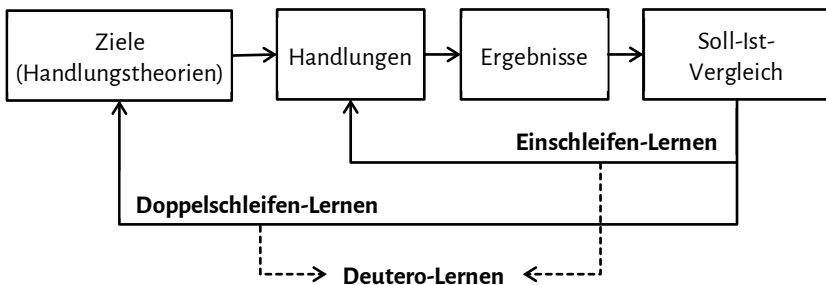 Ziele
(Handlungstheorien)
Handlungen
Ergebnisse
Soll-Ist-
Vergleich
Einschleifen-Lernen
Doppelschleifen-Lernen
Deutero-Lernen